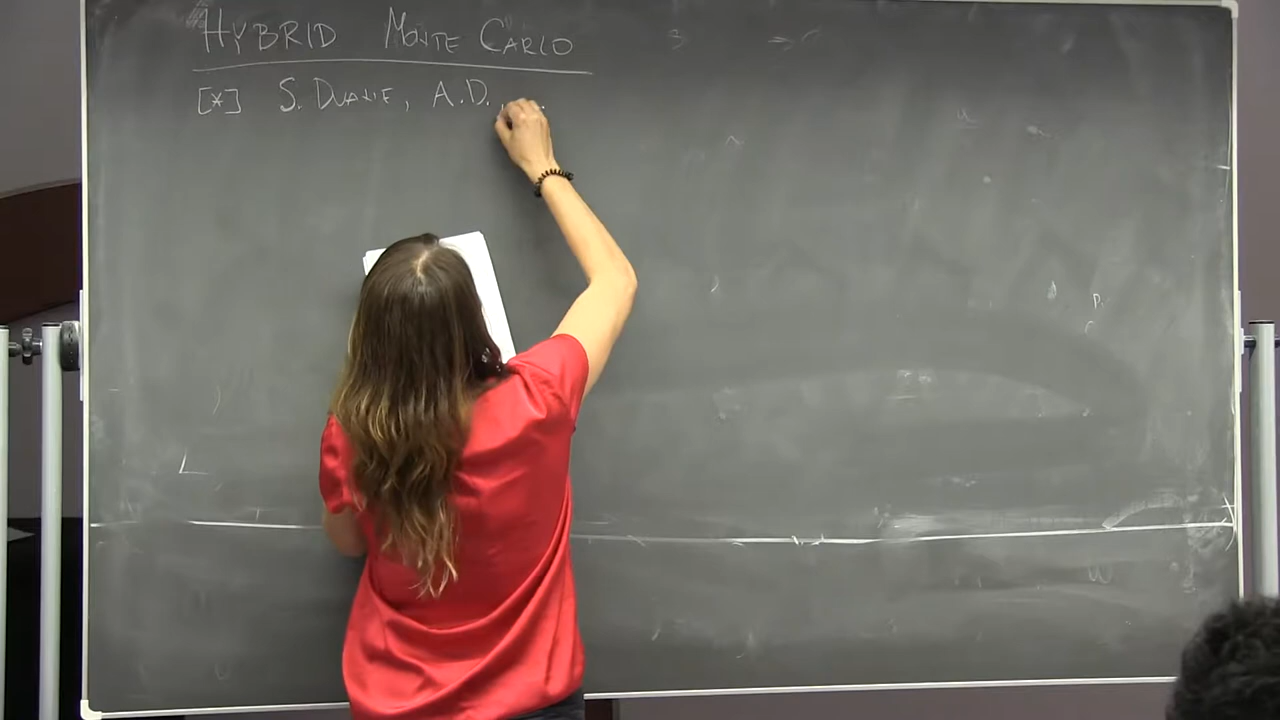 HYBRID MONTE CARLO
[*] S. DUANE, A.D.